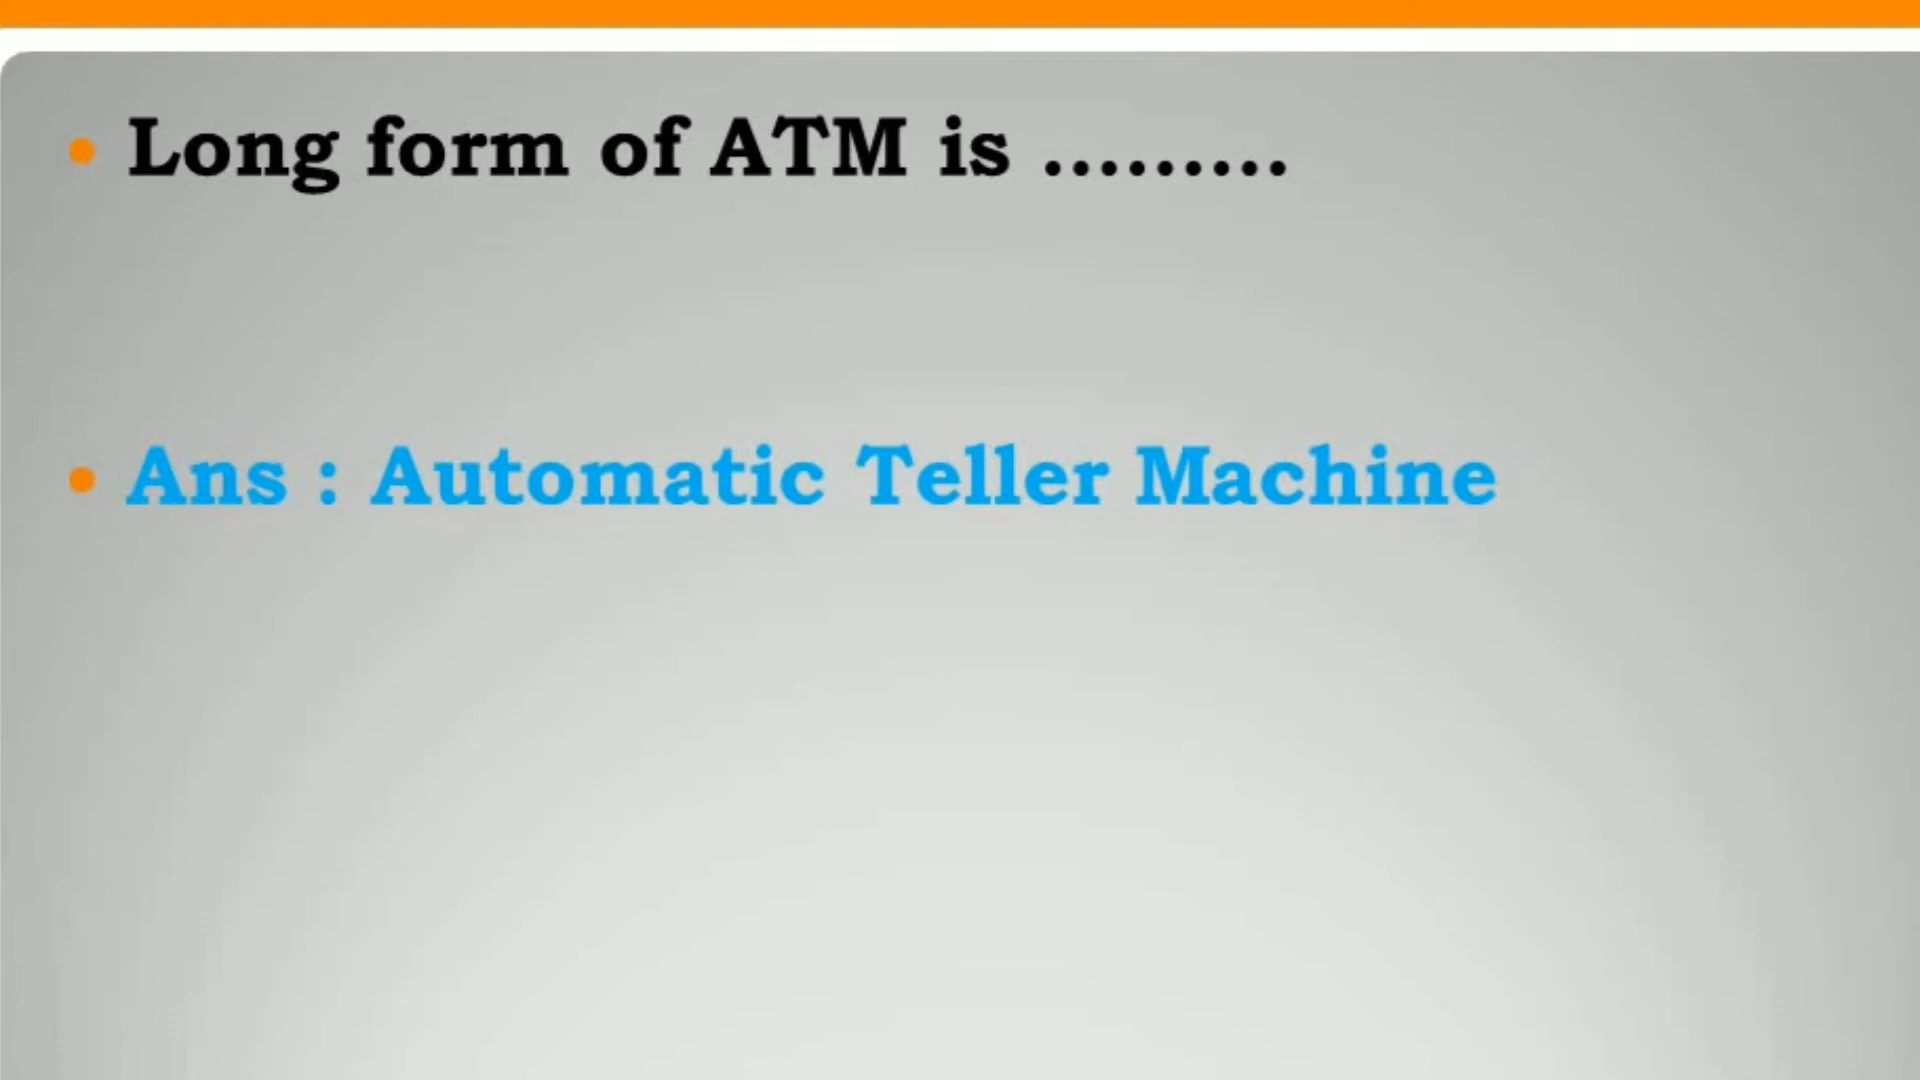 Long form of ATM is .........
Ans : Automatic Teller Machine